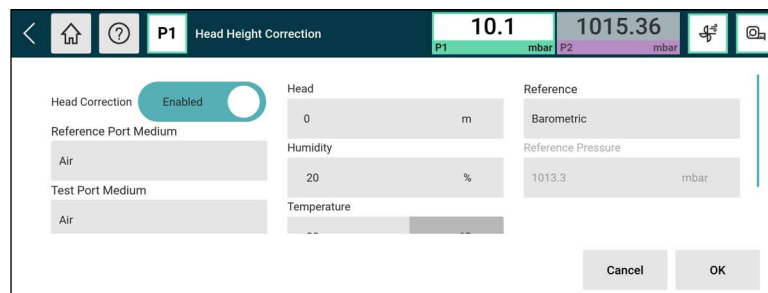 P1 Head Height Correction 10.1 1015.36
P1 mbar P2 mbar
Head Correction Enabled
Reference Port Medium
Air
Test Port Medium
Air
Head
0 m
Humidity
20 %
Temperature
Reference
Barometric
Reference Pressure
1013.3 mbar
Cancel OK